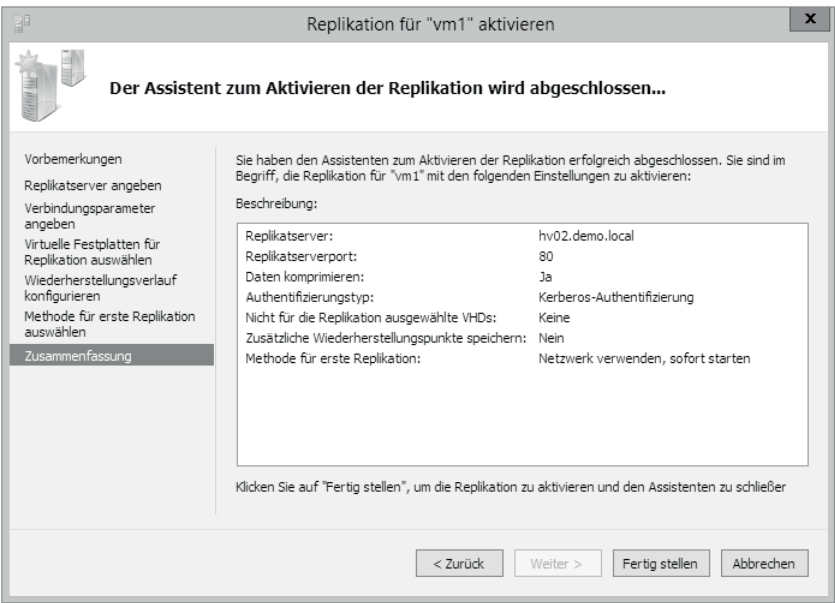 Replikation für "vm1" aktivieren
x
Der Assistent zum Aktivieren der Replikation wird abgeschlossen...
Vorbemerkungen
Replikatserver angeben
Verbindungsparameter
angeben
Virtuelle Festplatten für
Replikation auswählen
Wiederherstellungsverlauf
konfigurieren
Methode für erste Replikation
auswählen
Zusammenfassung
Sie haben den Assistenten zum Aktivieren der Replikation erfolgreich abgeschlossen. Sie sind im
Begriff, die Replikation für "vm1" mit den folgenden Einstellungen zu aktivieren:
Beschreibung:
Replikatserver: hv02.demo.local
Replikatserverport: 80
Daten komprimieren: Ja
Authentifizierungstyp: Kerberos-Authentifizierung
Nicht für die Replikation ausgewählte VHDs: Keine
Zusätzliche Wiederherstellungspunkte speichern: Nein
Methode für erste Replikation: Netzwerk verwenden, sofort starten
Klicken Sie auf "Fertig stellen", um die Replikation zu aktivieren und den Assistenten zu schließer
< Zurück
Weiter >
Fertig stellen
Abbrechen